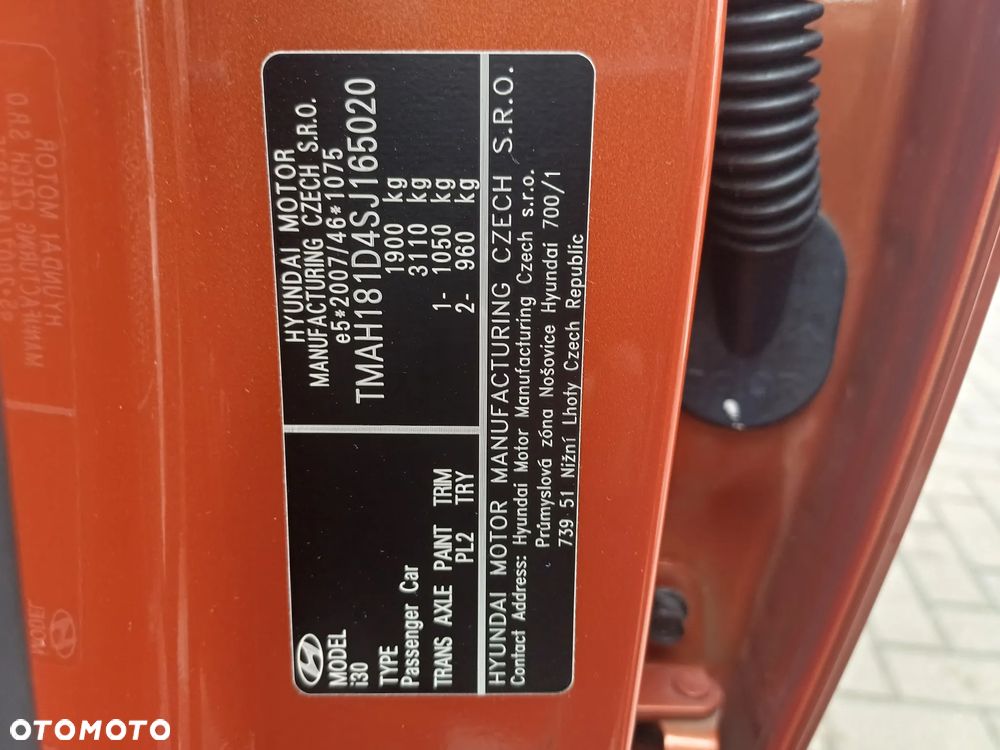 HYUNDAI MOTOR
MANUFACTURING CZECH S.R.O.
e5*2007/46*1075
TMAH181D4SJ165020
1900 kg
3110 kg
1- 1050 kg
2- 960 kg
MODEL
i30
TYPE
Passenger Car
TRANS AXLE PAINT TRIM
PL2 TRY
HYUNDAI MOTOR MANUFACTURING CZECH S.R.O.
Contact Address: Hyundai Motor Manufacturing Czech s.r.o.
Průmyslová zóna Nošovice Hyundai 700/1
739 51 Nižní Lhoty Czech Republic
OTOMOTO